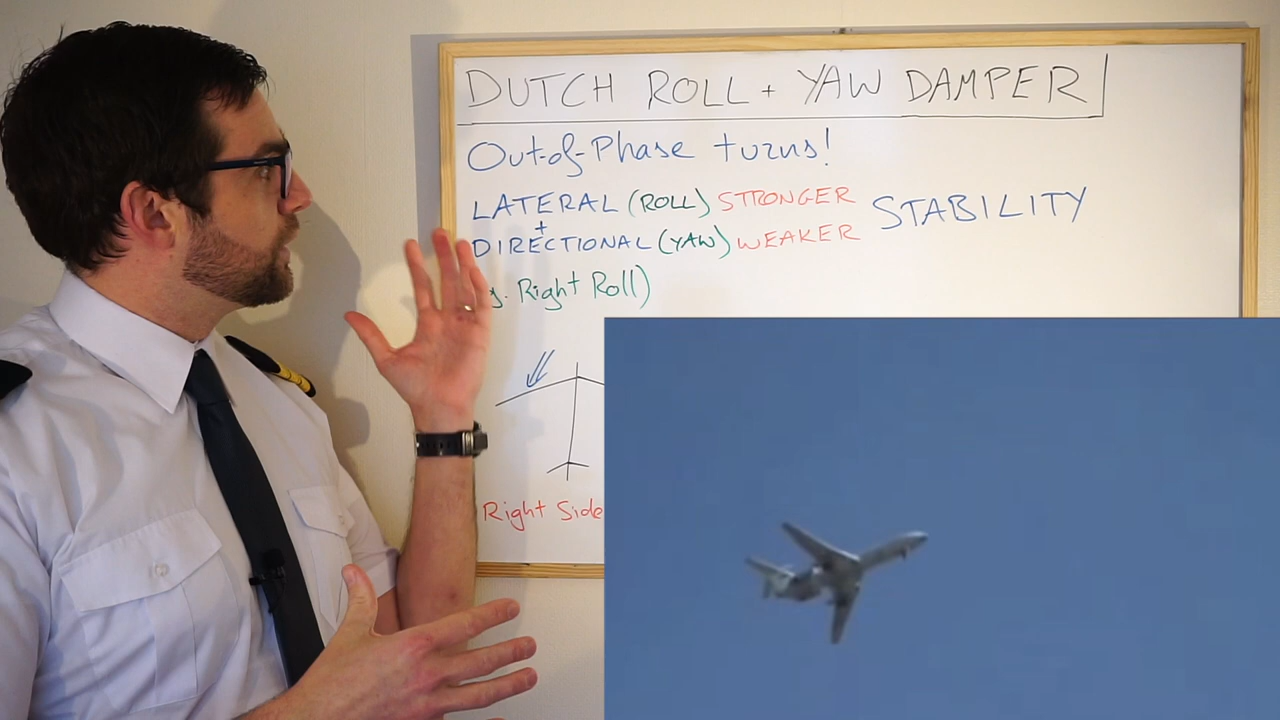 DUTCH ROLL + YAW DAMPER
Out-of-Phase turns!
LATERAL (ROLL) STRONGER
+
DIRECTIONAL (YAW) WEAKER
STABILITY
g. Right Roll)
Right Side